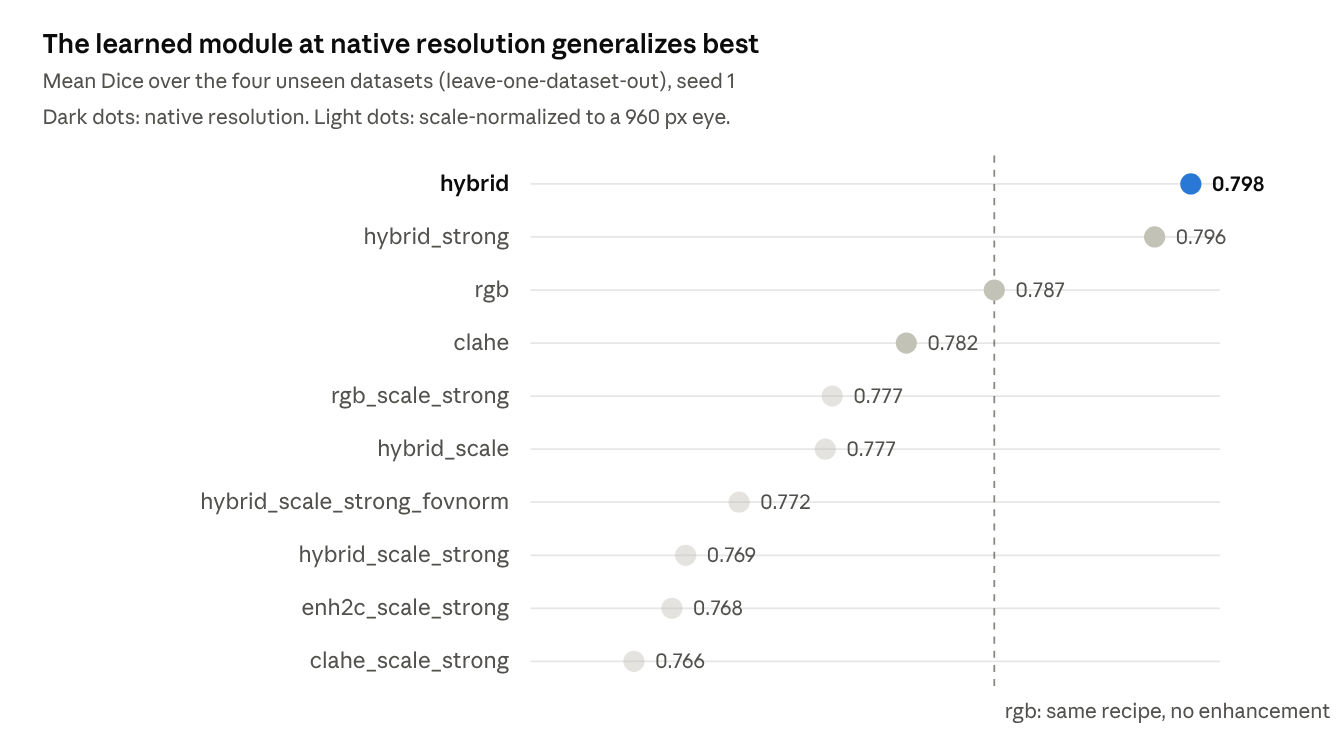 The learned module at native resolution generalizes best
Mean Dice over the four unseen datasets (leave-one-dataset-out), seed 1
Dark dots: native resolution. Light dots: scale-normalized to a 960 px eye.
hybrid 0.798
hybrid_strong 0.796
rgb 0.787
clahe 0.782
rgb_scale_strong 0.777
hybrid_scale 0.777
hybrid_scale_strong_fovnorm 0.772
hybrid_scale_strong 0.769
enh2c_scale_strong 0.768
clahe_scale_strong 0.766
rgb: same recipe, no enhancement